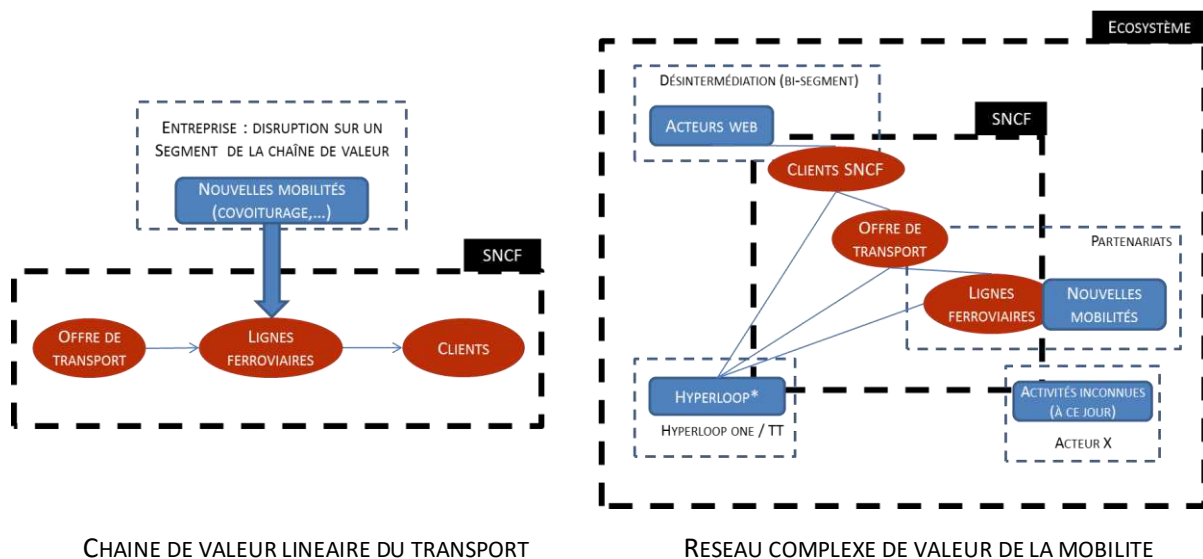 ENTREPRISE : DISRUPTION SUR UN
SEGMENT DE LA CHAÎNE DE VALEUR
NOUVELLES MOBILITÉS
(COVOITURAGE,...)
SNCF
OFFRE DE
TRANSPORT
LIGNES
FERROVIAIRES
CLIENTS
CHAINE DE VALEUR LINEAIRE DU TRANSPORT
ECOSYSTÈME
DÉSINTERMÉDIATION (BI-SEGMENT)
ACTEURS WEB
SNCF
CLIENTS SNCF
OFFRE DE
TRANSPORT
PARTENARIATS
LIGNES
FERROVIAIRES
NOUVELLES
MOBILITÉS
HYPERLOOP*
HYPERLOOP ONE / TT
ACTIVITÉS INCONNUES
(À CE JOUR)
ACTEUR X
RESEAU COMPLEXE DE VALEUR DE LA MOBILITE